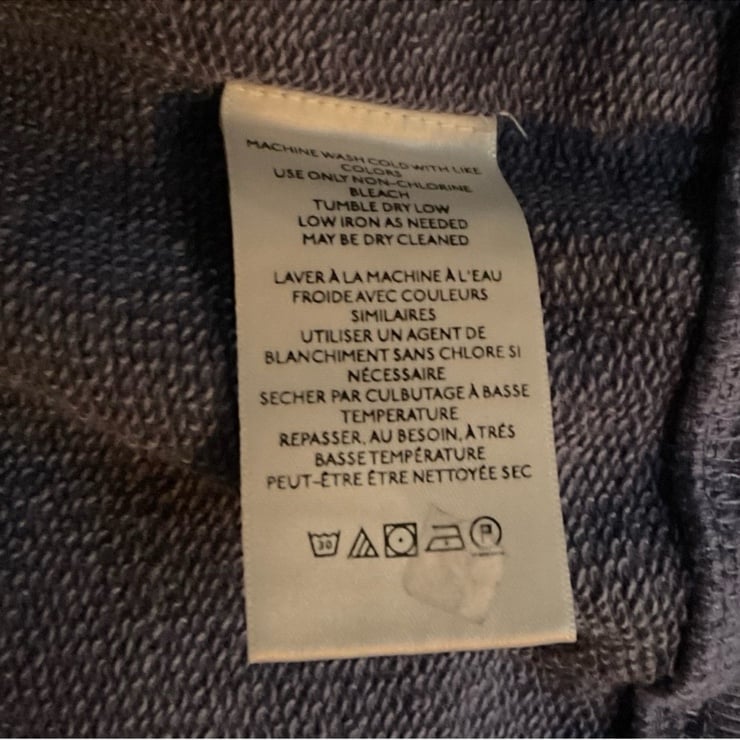 MACHINE WASH COLD WITH LIKE
COLORS
USE ONLY NON-CHLORINE
BLEACH
TUMBLE DRY LOW
LOW IRON AS NEEDED
MAY BE DRY CLEANED
LAVER À LA MACHINE À L'EAU
FROIDE AVEC COULEURS
SIMILAIRES
UTILISER UN AGENT DE
BLANCHIMENT SANS CHLORE SI
NÉCESSAIRE
SECHER PAR CULBUTAGE À BASSE
TEMPERATURE
REPASSER, AU BESOIN, À TRÉS
BASSE TEMPÉRATURE
PEUT-ÊTRE ÊTRE NETTOYÉE SEC
30 P